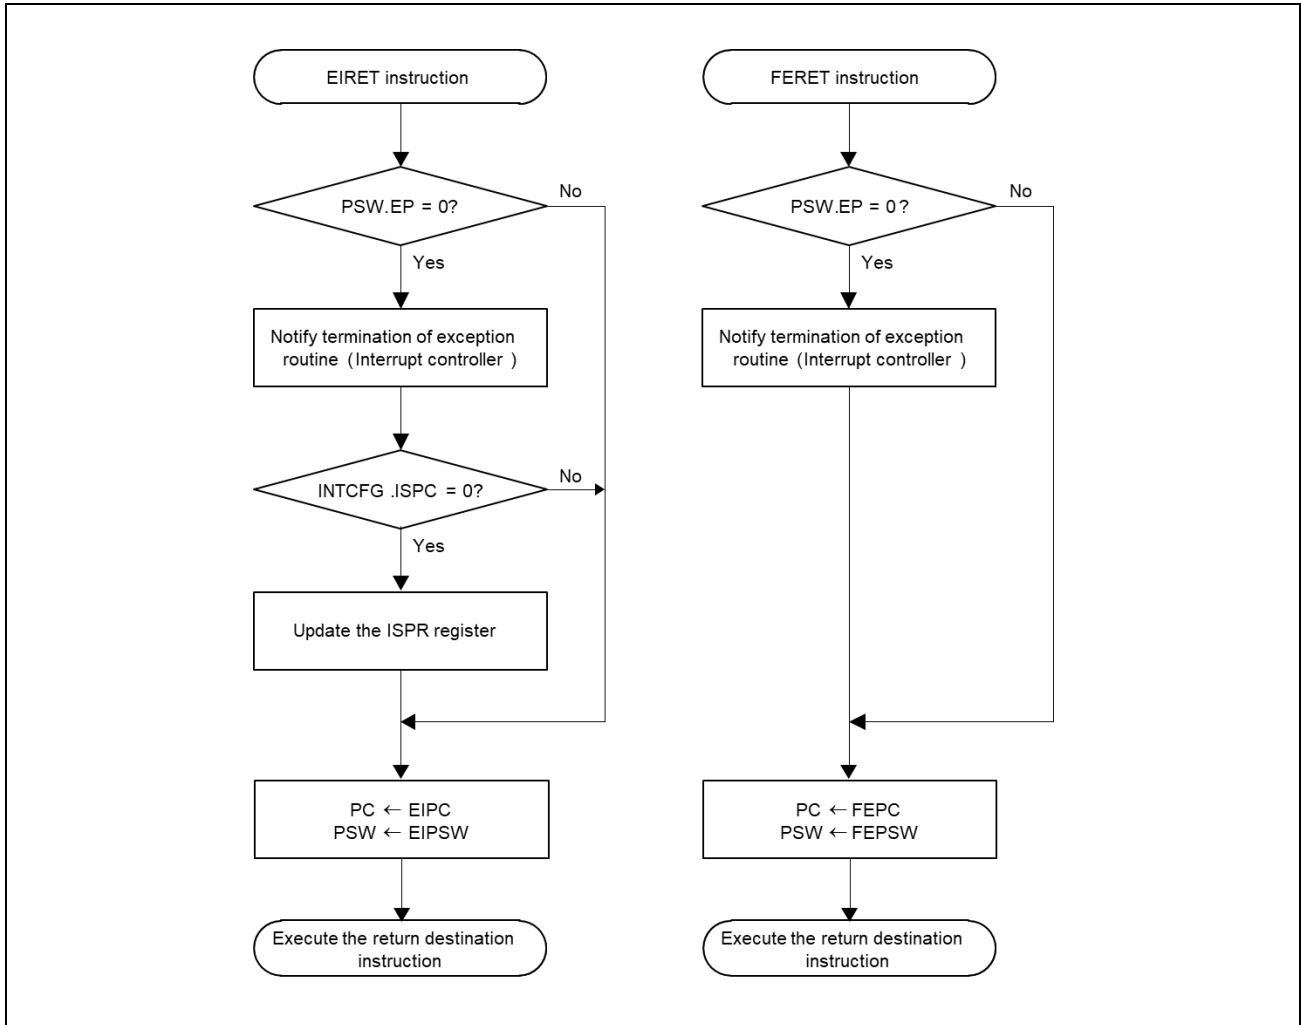 EIRET instruction
PSW.EP = 0?
No
Yes
Notify termination of exception
routine (Interrupt controller )
INTCFG .ISPC = 0?
No
Yes
Update the ISPR register
PC ← EIPC
PSW ← EIPSW
Execute the return destination
instruction
FERET instruction
PSW.EP = 0 ?
No
Yes
Notify termination of exception
routine (Interrupt controller )
PC ← FEPC
PSW ← FEPSW
Execute the return destination
instruction